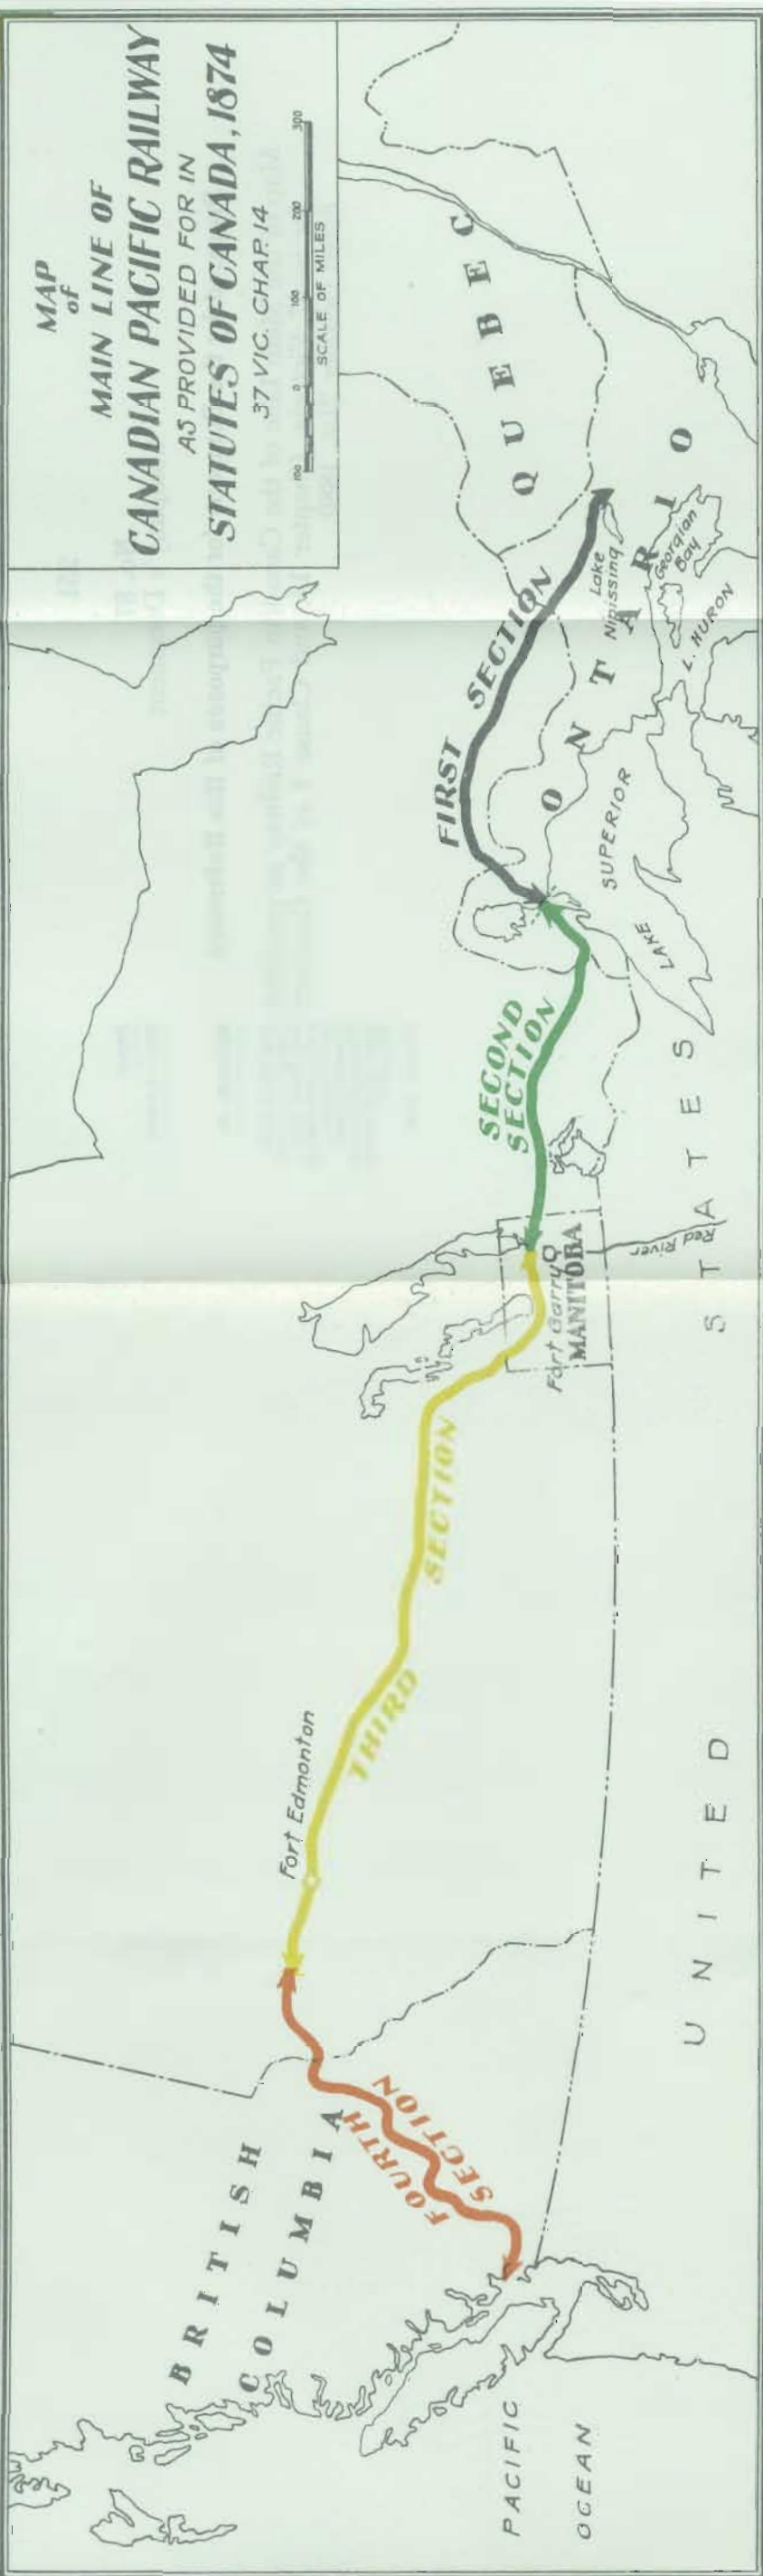 MAP
of
MAIN LINE OF
CANADIAN PACIFIC RAILWAY
AS PROVIDED FOR IN
STATUTES OF CANADA, 1874
37 VIC. CHAP. 14
100 0 100 200 300
SCALE OF MILES
BRITISH
COLUMBIA
PACIFIC
OCEAN
FOURTH
SECTION
Fort Edmonton
THIRD SECTION
Fort Garry
MANITOBA
Red River
SECOND
SECTION
FIRST SECTION
LAKE SUPERIOR
ONTARIO
Lake
Nipissing
Georgian
Bay
L. HURON
QUEBEC
UNITED STATES